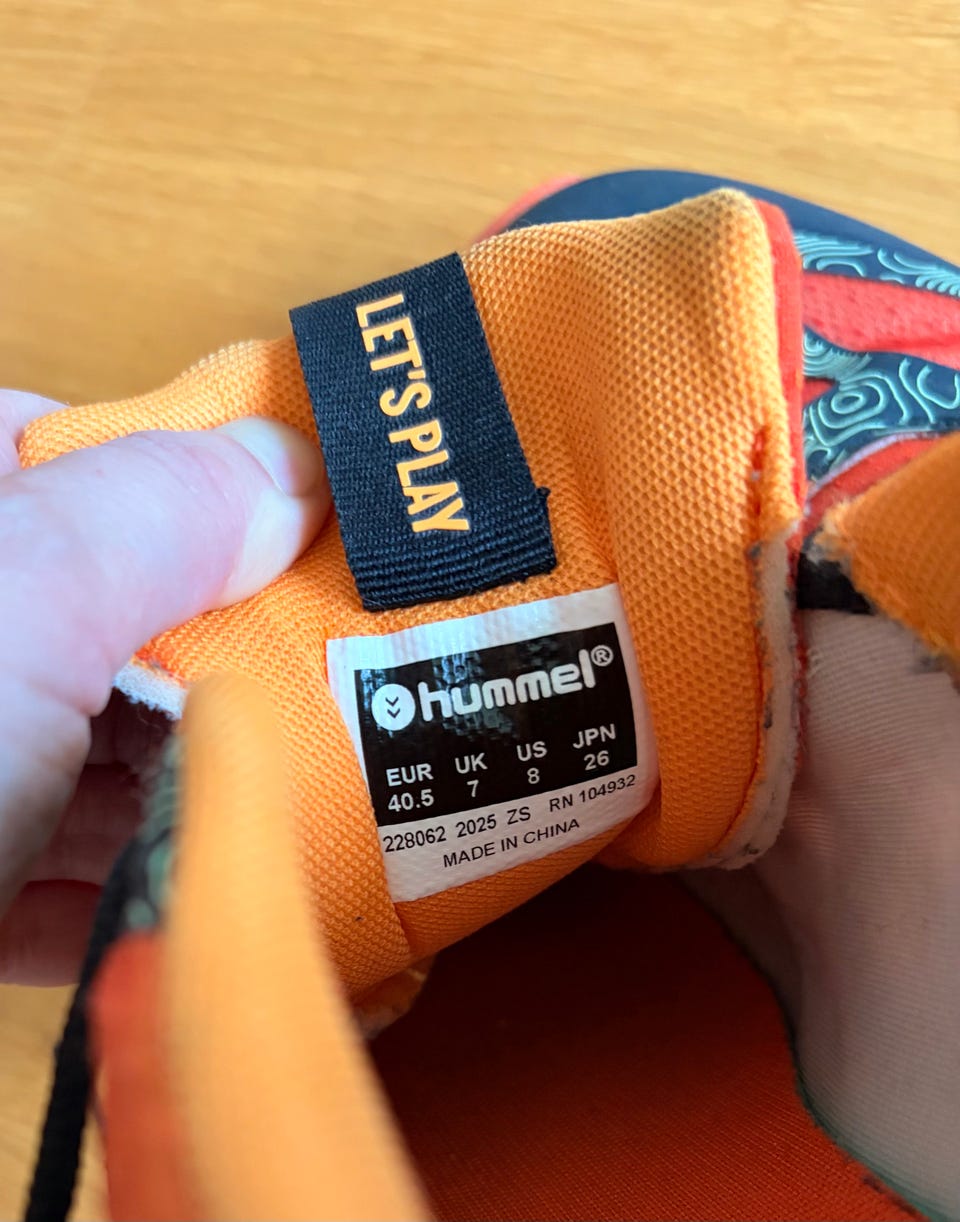 LET'S PLAY
hummel®
EUR UK US JPN
40.5 7 8 26
228062 2025 ZS RN 104932
MADE IN CHINA